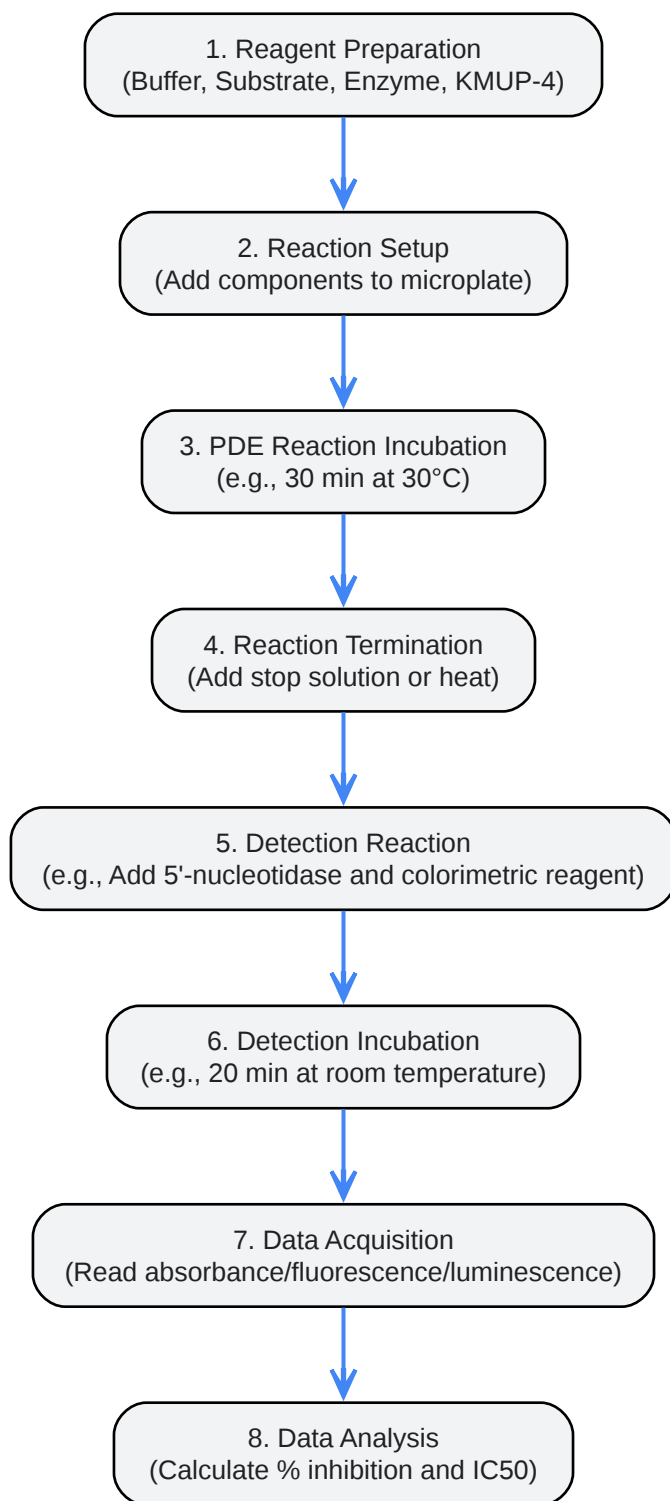 1. Reagent Preparation
(Buffer, Substrate, Enzyme, KMUP-4)
2. Reaction Setup
(Add components to microplate)
3. PDE Reaction Incubation
(e.g., 30 min at 30°C)
4. Reaction Termination
(Add stop solution or heat)
5. Detection Reaction
(e.g., Add 5'-nucleotidase and colorimetric reagent)
6. Detection Incubation
(e.g., 20 min at room temperature)
7. Data Acquisition
(Read absorbance/fluorescence/luminescence)
8. Data Analysis
(Calculate % inhibition and IC50)